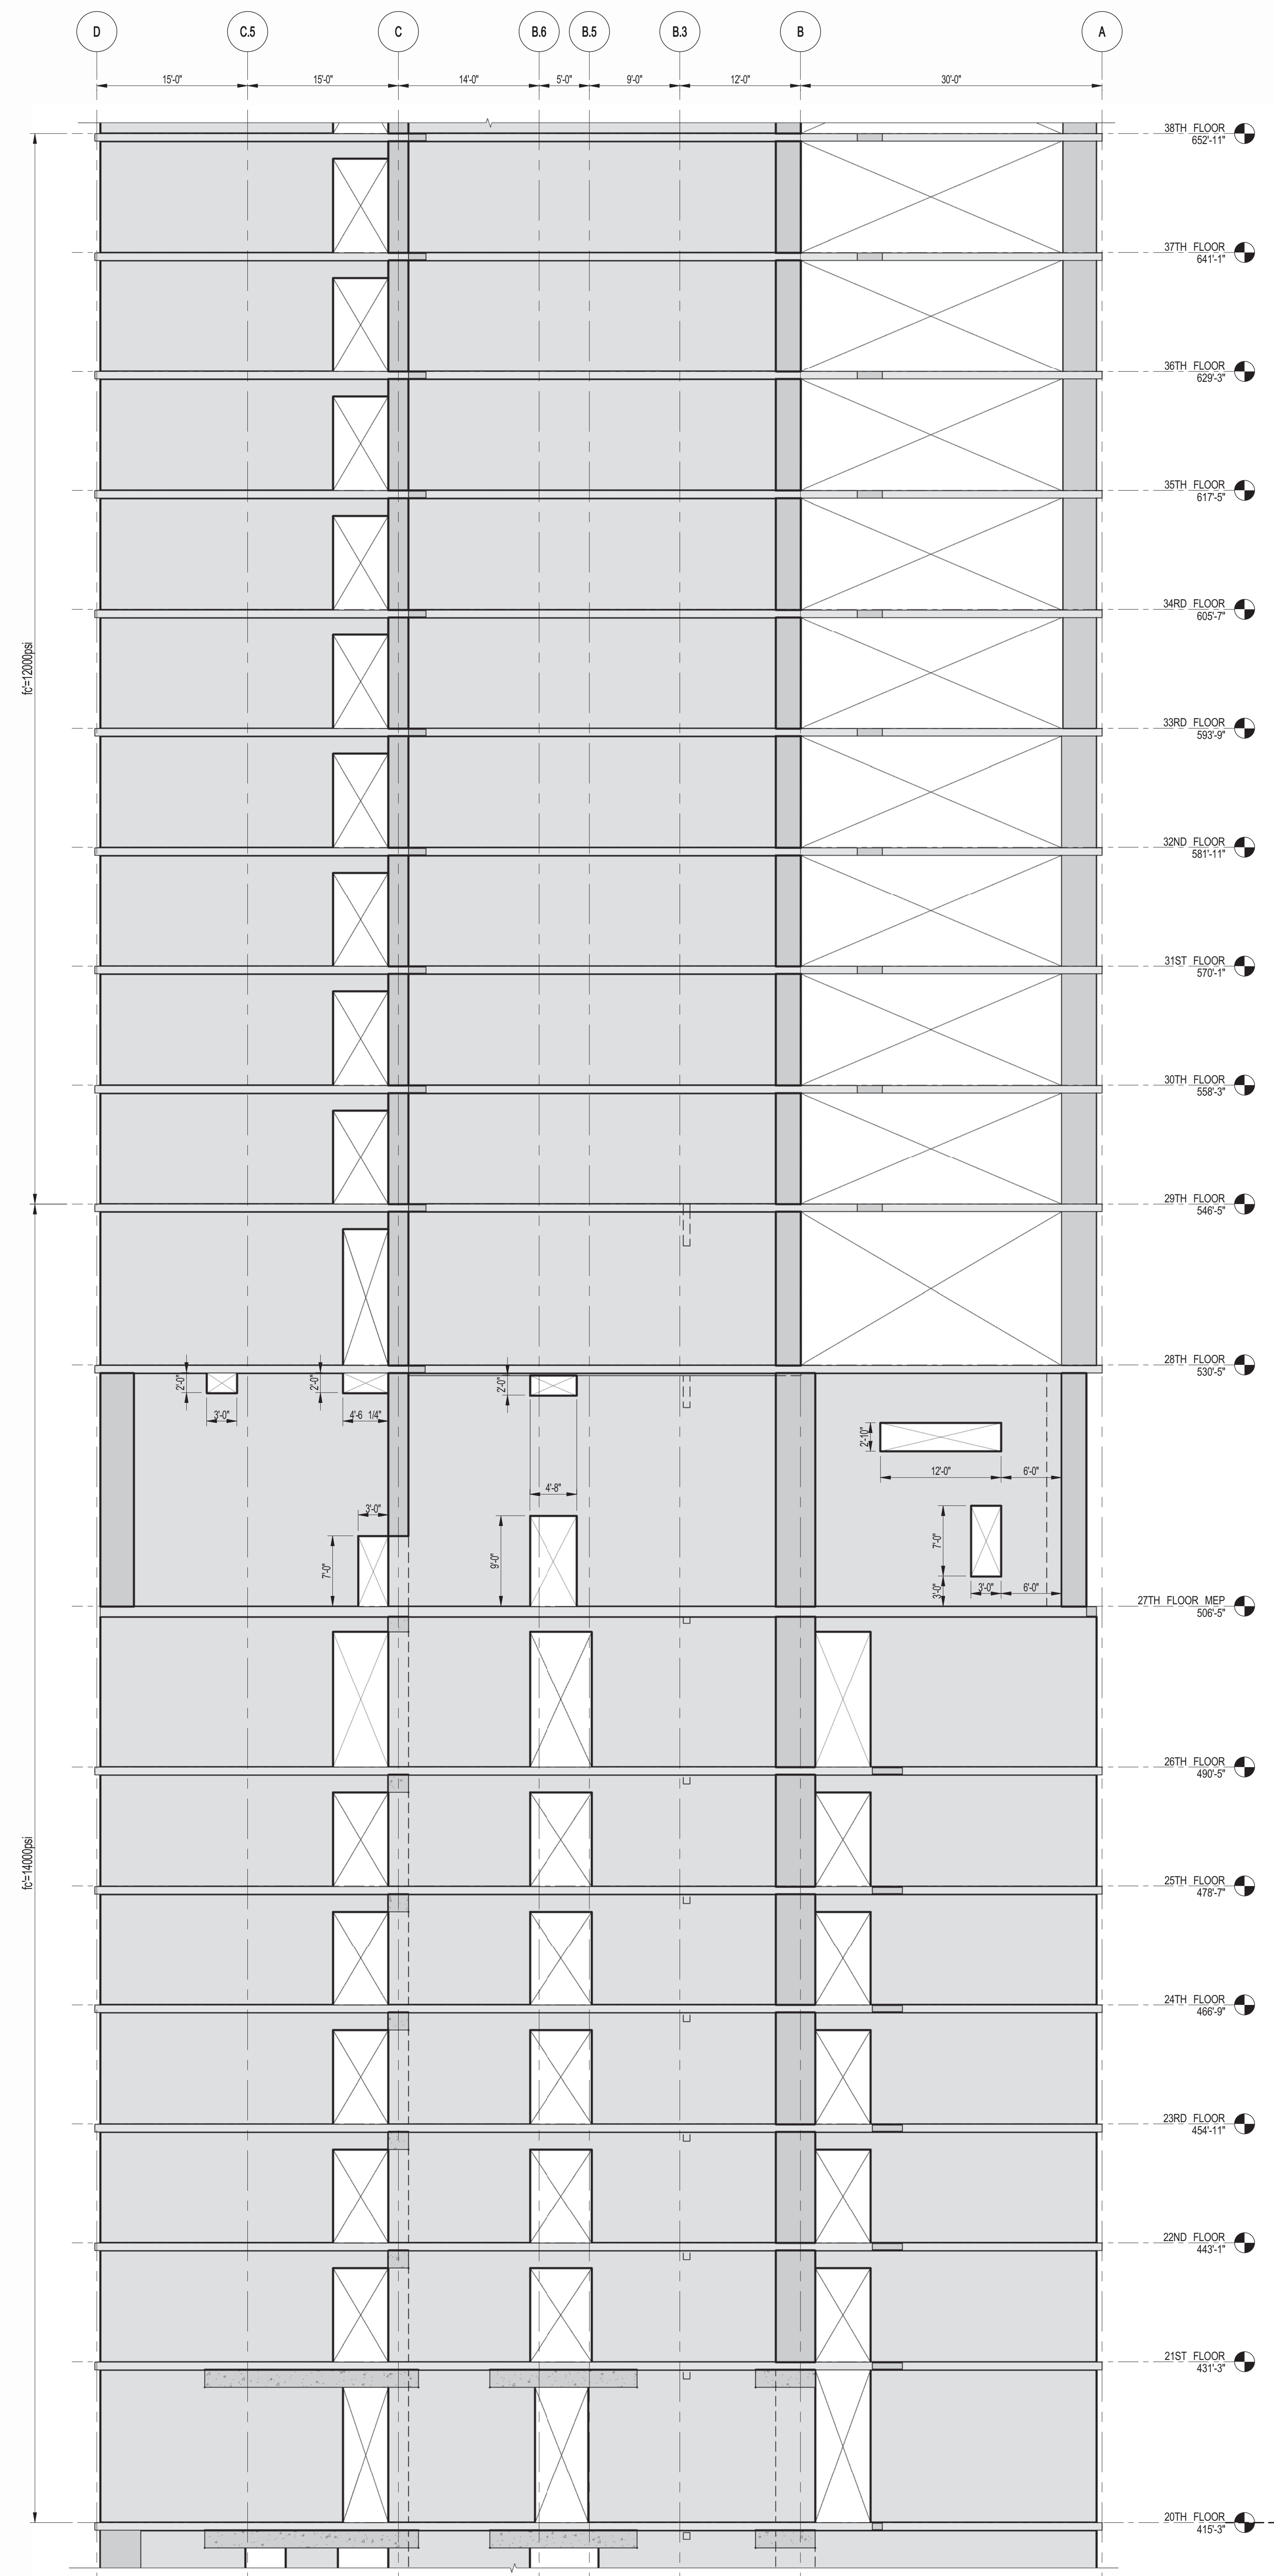 D C.5 C B.6 B.5 B.3 B A
15'-0" 15'-0" 14'-0" 5'-0" 9'-0" 12'-0" 30'-0"
38TH FLOOR
652'-11"
37TH FLOOR
641'-1"
36TH FLOOR
629'-3"
35TH FLOOR
617'-5"
fc'=12000psi
34RD FLOOR
605'-7"
33RD FLOOR
593'-9"
32ND FLOOR
581'-11"
31ST FLOOR
570'-1"
30TH FLOOR
558'-3"
29TH FLOOR
546'-5"
28TH FLOOR
530'-5"
2'-0" 2'-0" 2'-0"
3'-0" 4'-6 1/4"
2'-10"
12'-0" 6'-0"
4'-8"
3'-0"
7'-0" 9'-0" 7'-0"
3'-0" 3'-0" 6'-0"
27TH FLOOR MEP
506'-5"
26TH FLOOR
490'-5"
fc'=14000psi
25TH FLOOR
478'-7"
24TH FLOOR
466'-9"
23RD FLOOR
454'-11"
22ND FLOOR
443'-1"
21ST FLOOR
431'-3"
20TH FLOOR
415'-3"